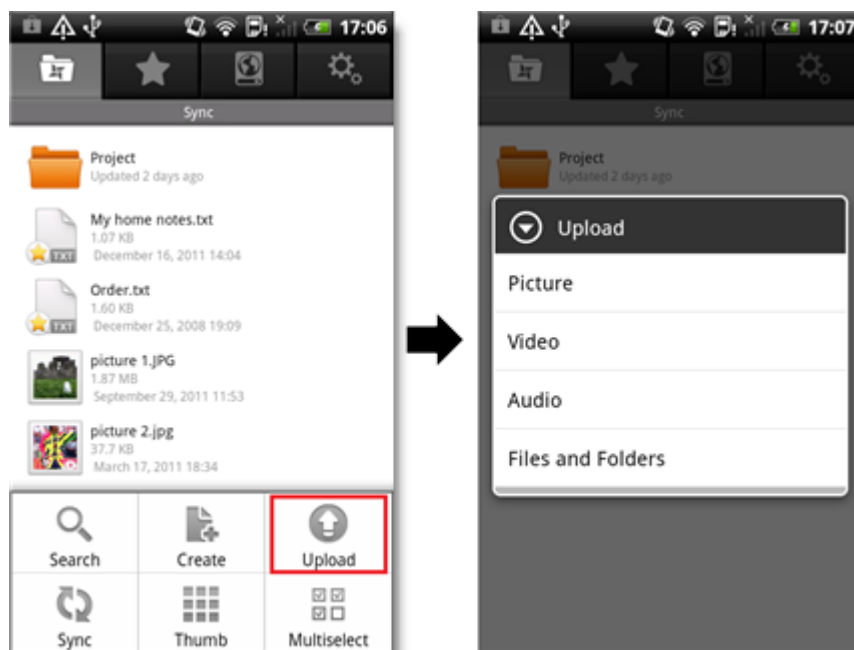 17:06
Sync
Project
Updated 2 days ago
My home notes.txt
1.07 KB
December 16, 2011 14:04
TXT
Order.txt
1.60 KB
December 25, 2008 19:09
TXT
picture 1.JPG
1.87 MB
September 29, 2011 11:53
picture 2.jpg
37.7 KB
March 17, 2011 18:34
Search
Create
Upload
Sync
Thumb
Multiselect
17:07
Sync
Project
Updated 2 days ago
Upload
Picture
Video
Audio
Files and Folders